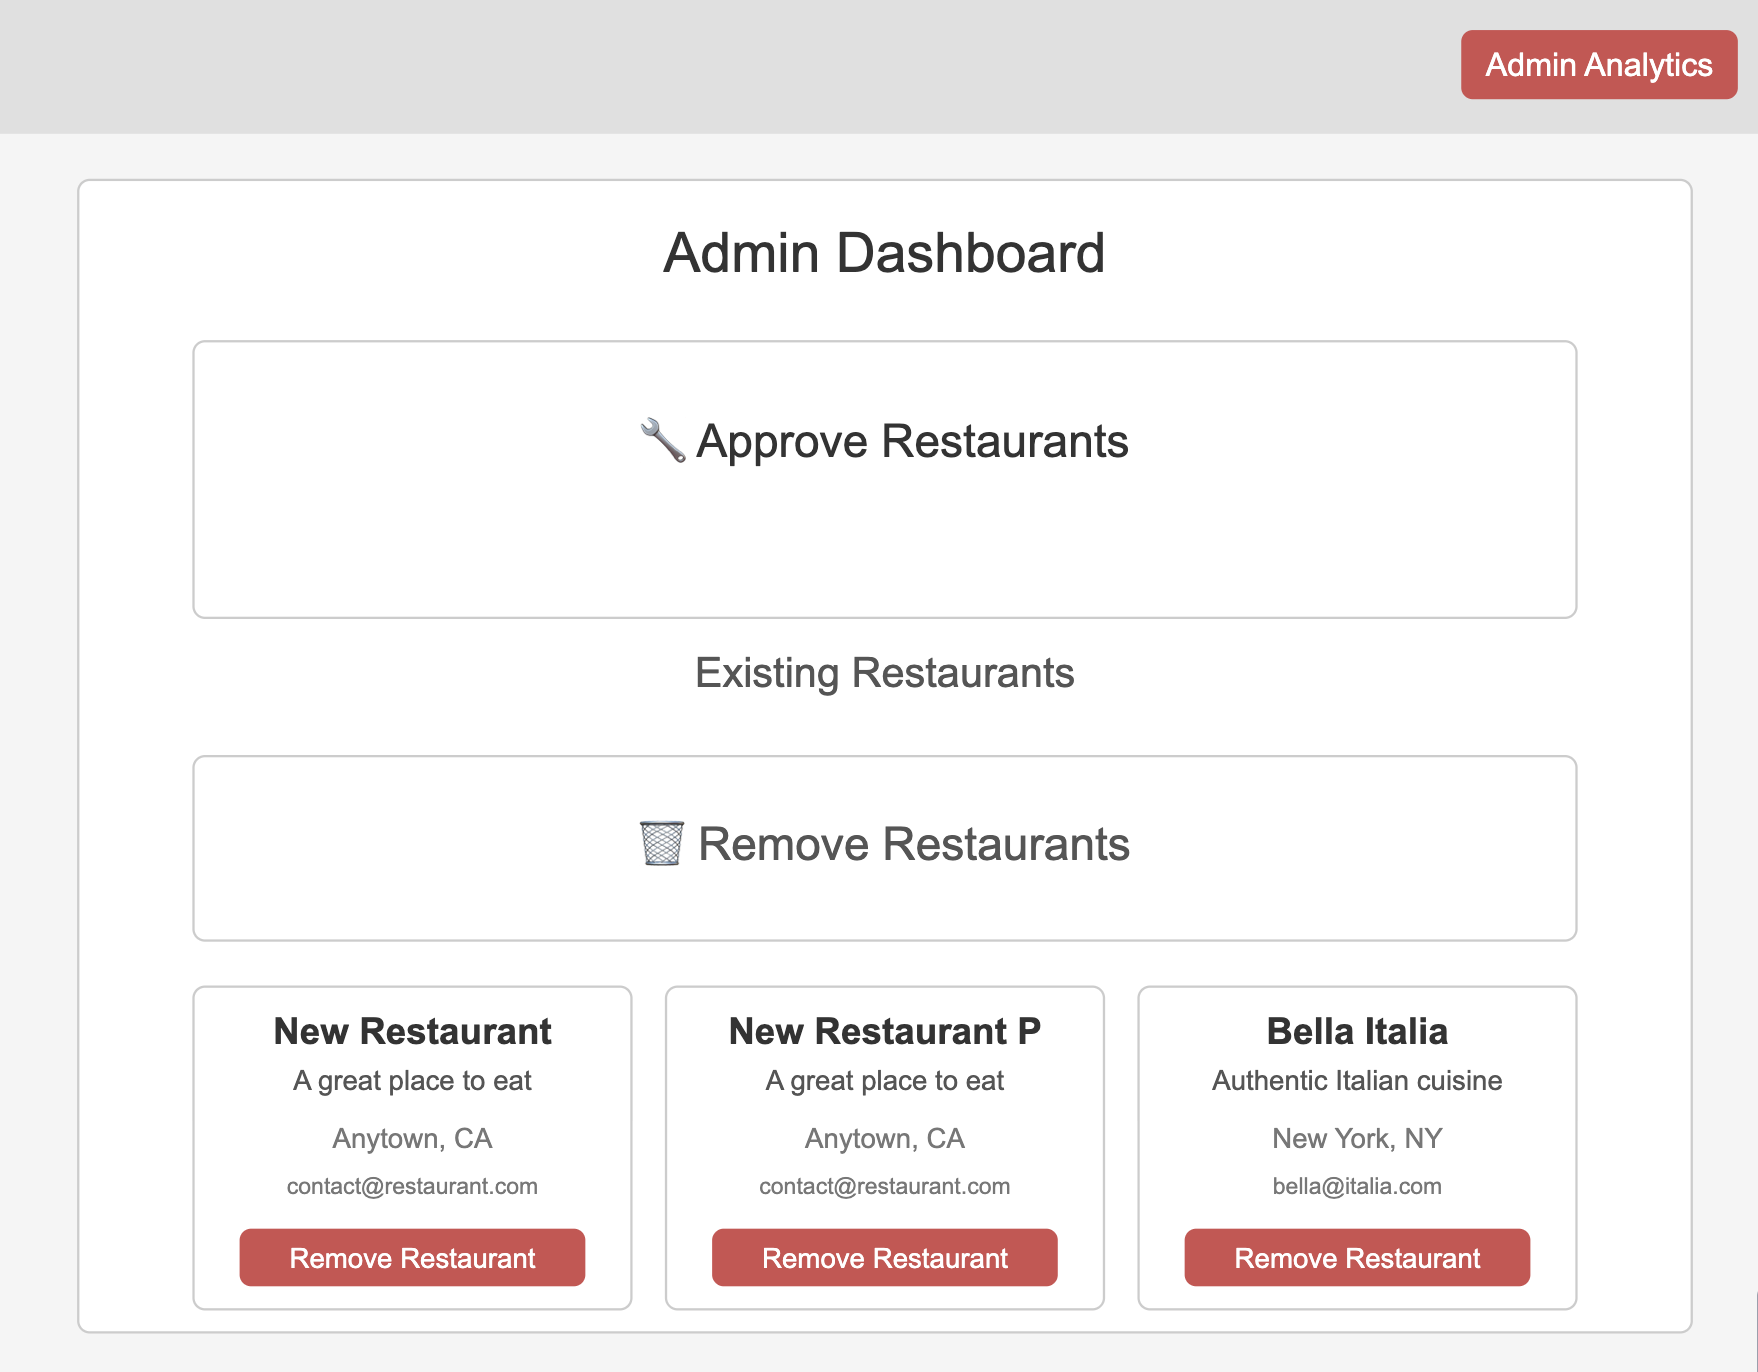 Admin Analytics
Admin Dashboard
🔧 Approve Restaurants
Existing Restaurants
🗑️ Remove Restaurants
New Restaurant
A great place to eat
Anytown, CA
contact@restaurant.com
Remove Restaurant
New Restaurant P
A great place to eat
Anytown, CA
contact@restaurant.com
Remove Restaurant
Bella Italia
Authentic Italian cuisine
New York, NY
bella@italia.com
Remove Restaurant